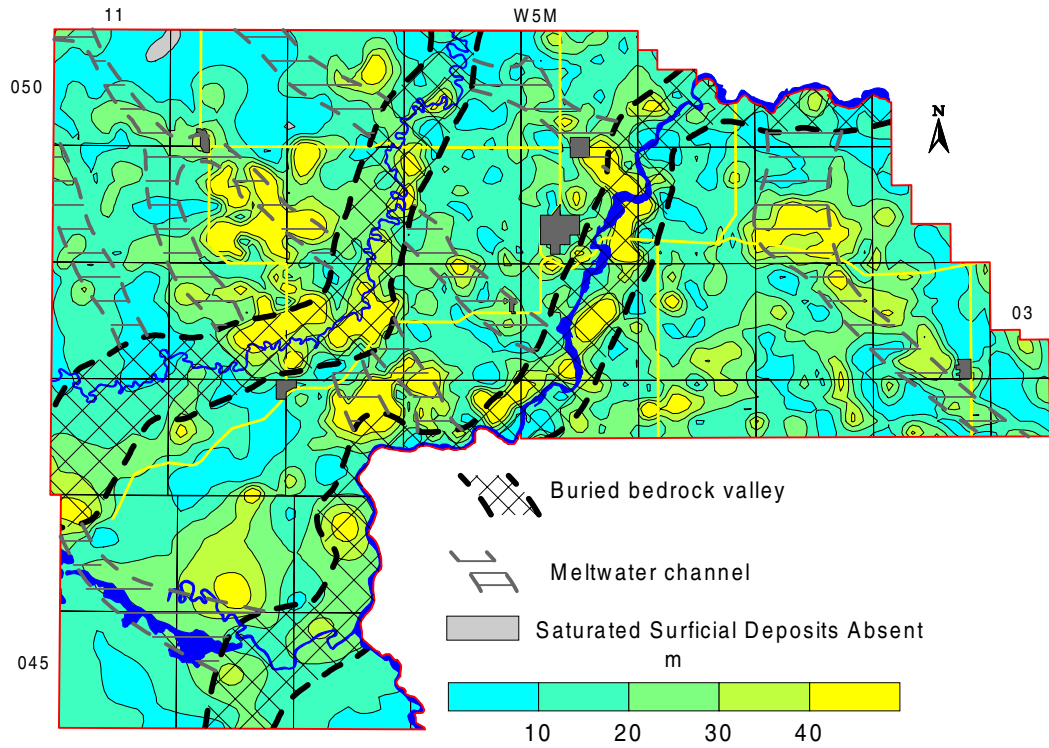 11
W5M
050
N
03
Buried bedrock valley
Meltwater channel
Saturated Surficial Deposits Absent
045
m
10 20 30 40